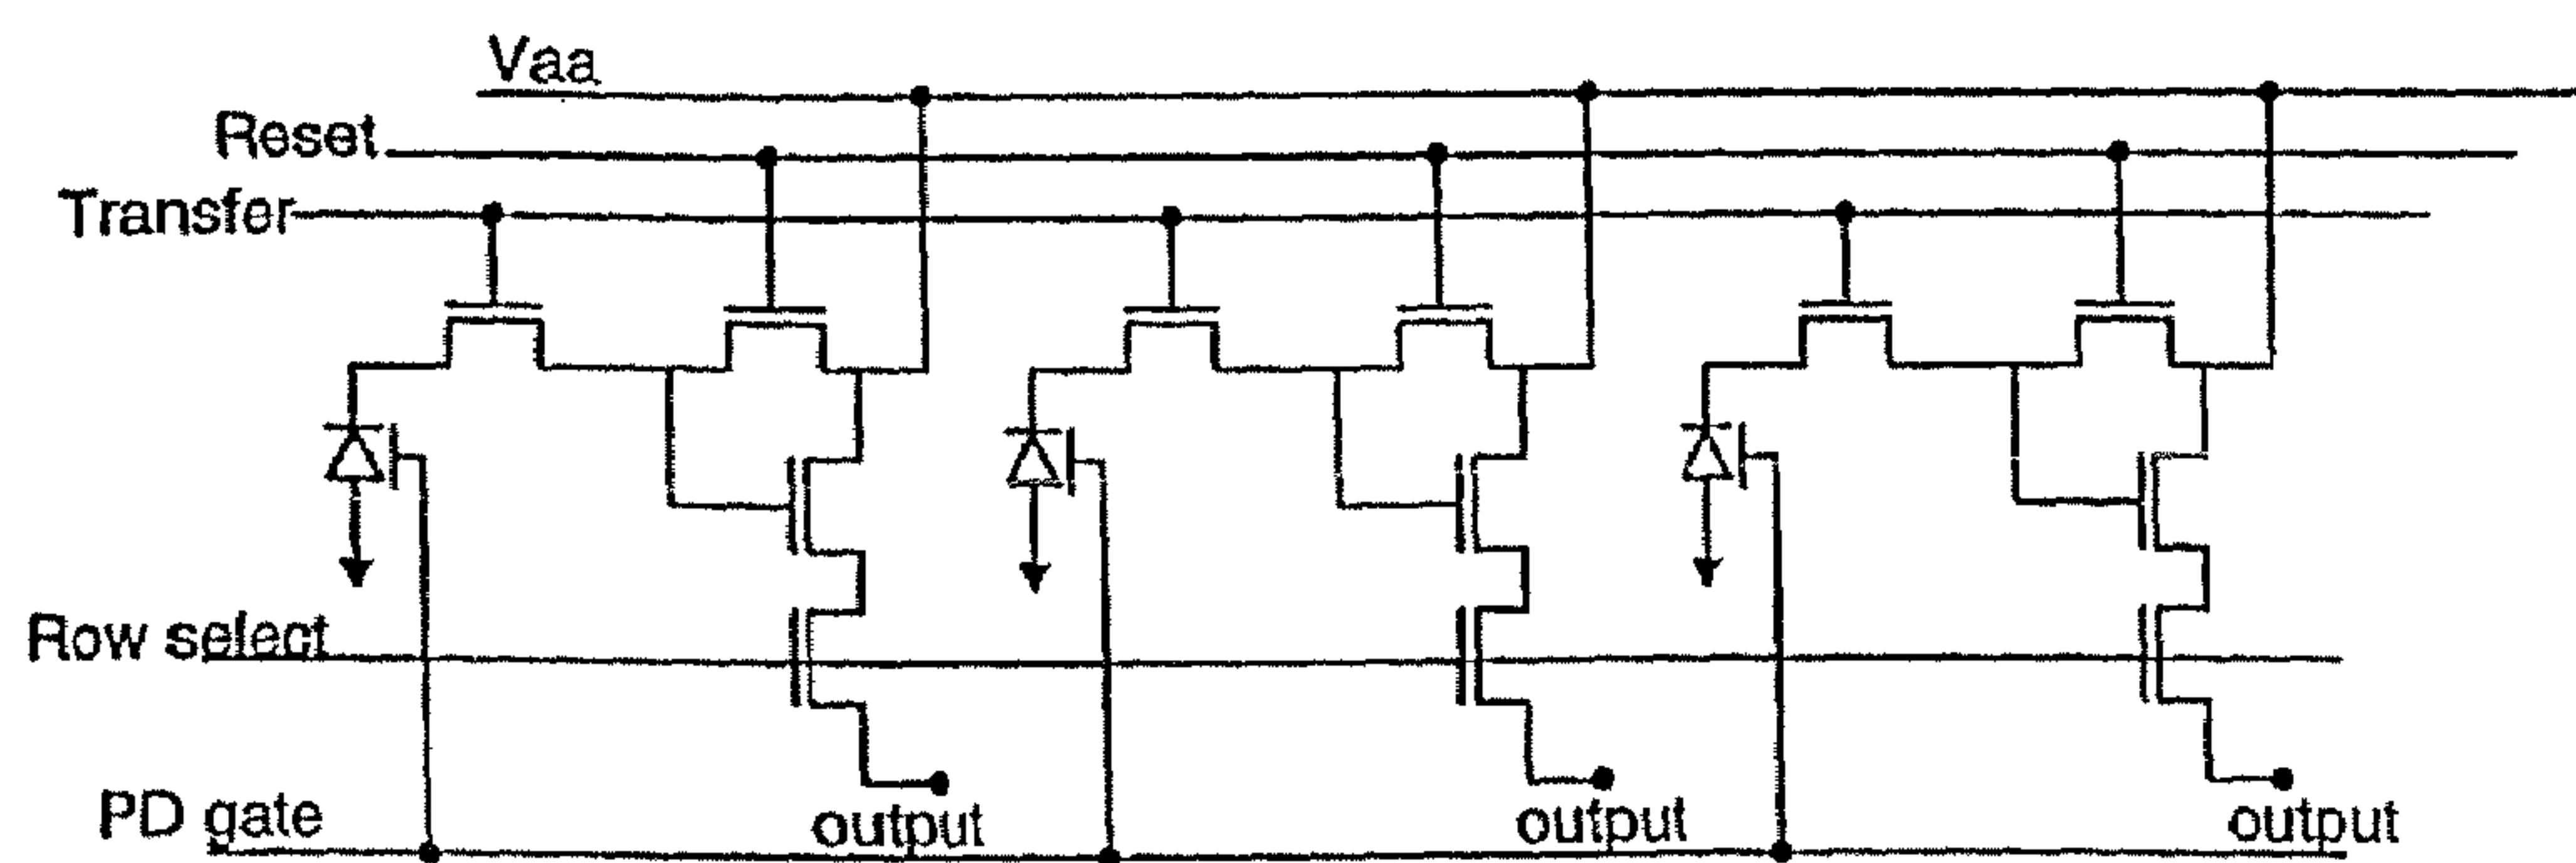 Vaa
Reset
Transfer
Row select
PD gate
output
output
output